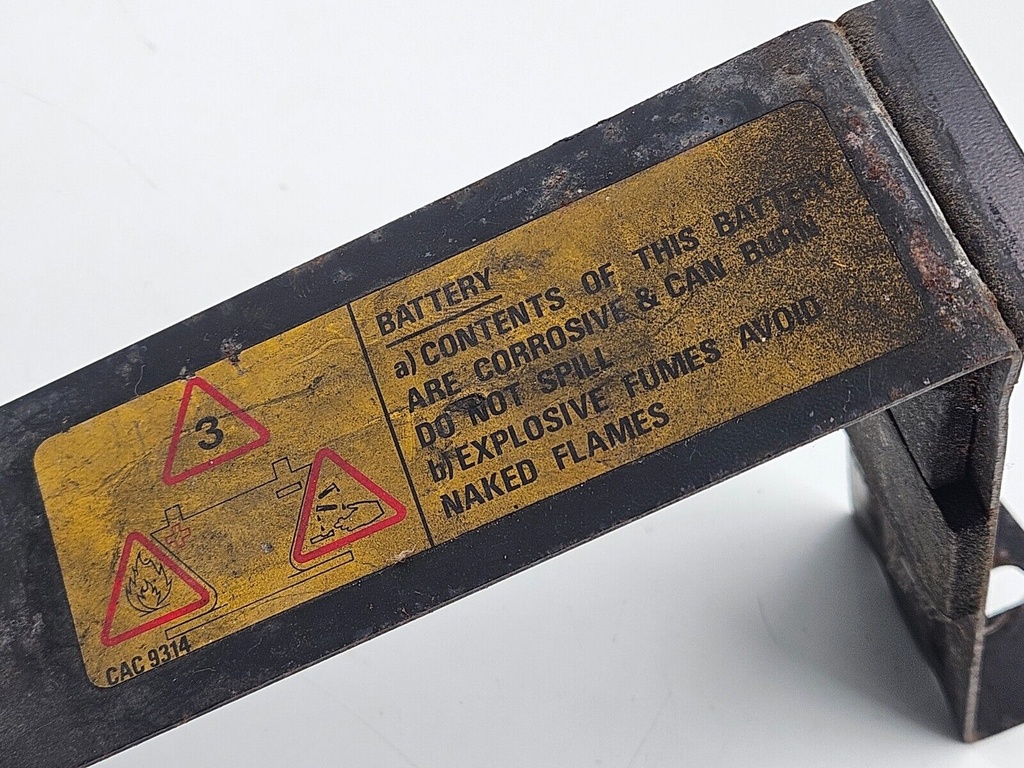 3
+
CAC 9314
BATTERY
a) CONTENTS OF THIS BATTERY
ARE CORROSIVE & CAN BURN
DO NOT SPILL
b) EXPLOSIVE FUMES AVOID
NAKED FLAMES